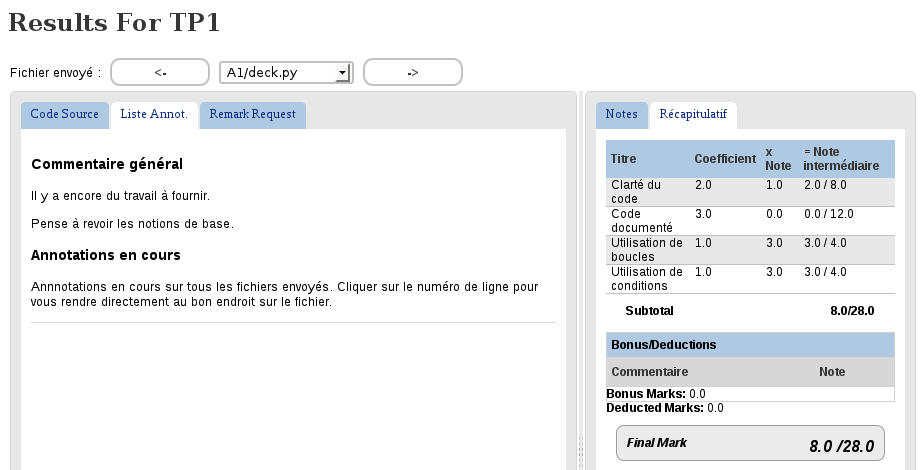 Results For TP1
Fichier envoyé : <- A1/deck.py ->
Code Source Liste Annot. Remark Request
Commentaire général
Il y a encore du travail à fournir.
Pense à revoir les notions de base.
Annotations en cours
Annnotations en cours sur tous les fichiers envoyés. Cliquer sur le numéro de ligne pour
vous rendre directement au bon endroit sur le fichier.
Notes Récapitulatif
Titre Coefficient x Note = Note intermédiaire
Clarté du code 2.0 1.0 2.0 / 8.0
Code documenté 3.0 0.0 0.0 / 12.0
Utilisation de boucles 1.0 3.0 3.0 / 4.0
Utilisation de conditions 1.0 3.0 3.0 / 4.0
Subtotal 8.0/28.0
Bonus/Deductions
Commentaire Note
Bonus Marks: 0.0
Deducted Marks: 0.0
Final Mark 8.0 /28.0